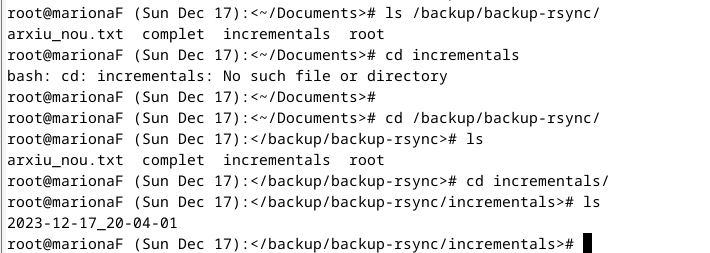 root@marionaF (Sun Dec 17):<~/Documents># ls /backup/backup-rsync/
arxiu_nou.txt  complet  incrementals  root
root@marionaF (Sun Dec 17):<~/Documents># cd incrementals
bash: cd: incrementals: No such file or directory
root@marionaF (Sun Dec 17):<~/Documents>#
root@marionaF (Sun Dec 17):<~/Documents># cd /backup/backup-rsync/
root@marionaF (Sun Dec 17):</backup/backup-rsync># ls
arxiu_nou.txt  complet  incrementals  root
root@marionaF (Sun Dec 17):</backup/backup-rsync># cd incrementals/
root@marionaF (Sun Dec 17):</backup/backup-rsync/incrementals># ls
2023-12-17_20-04-01
root@marionaF (Sun Dec 17):</backup/backup-rsync/incrementals>#